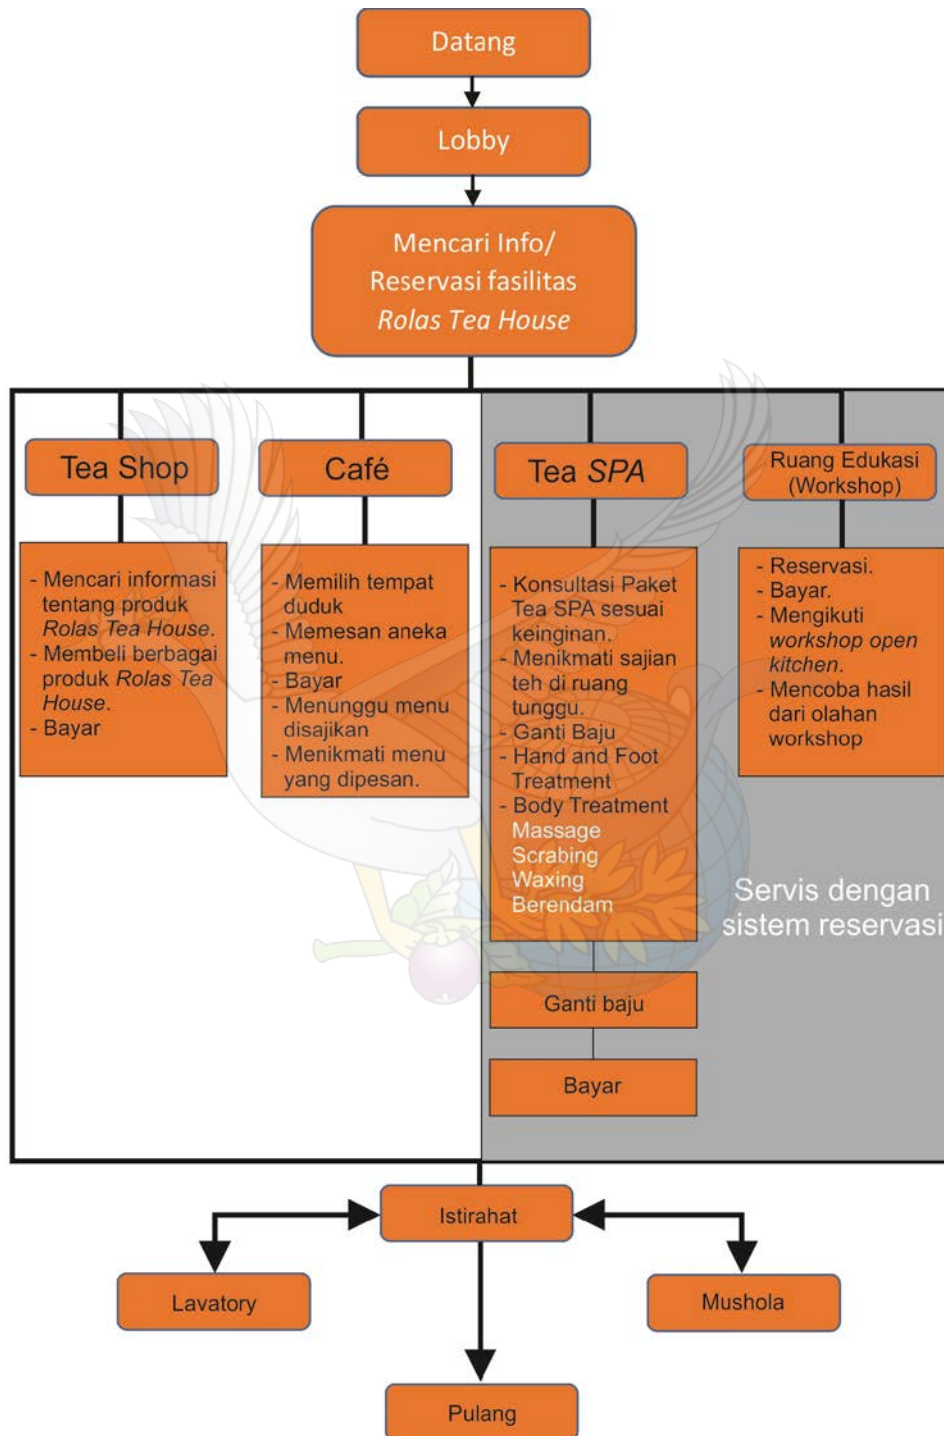 Datang
Lobby
Mencari Info/
Reservasi fasilitas
Rolas Tea House
Tea Shop
- Mencari informasi
tentang produk
Rolas Tea House.
- Membeli berbagai
produk Rolas Tea
House.
- Bayar
Café
- Memilih tempat
duduk
- Memesan aneka
menu.
- Bayar
- Menunggu menu
disajikan
- Menikmati menu
yang dipesan.
Tea SPA
- Konsultasi Paket
Tea SPA sesuai
keinginan.
- Menikmati sajian
teh di ruang
tunggu.
- Ganti Baju
- Hand and Foot
Treatment
- Body Treatment
Massage
Scrabing
Waxing
Berendam
Ganti baju
Bayar
Ruang Edukasi
(Workshop)
- Reservasi.
- Bayar.
- Mengikuti
workshop open
kitchen.
- Mencoba hasil
dari olahan
workshop
Servis dengan
sistem reservasi
Istirahat
Lavatory
Mushola
Pulang